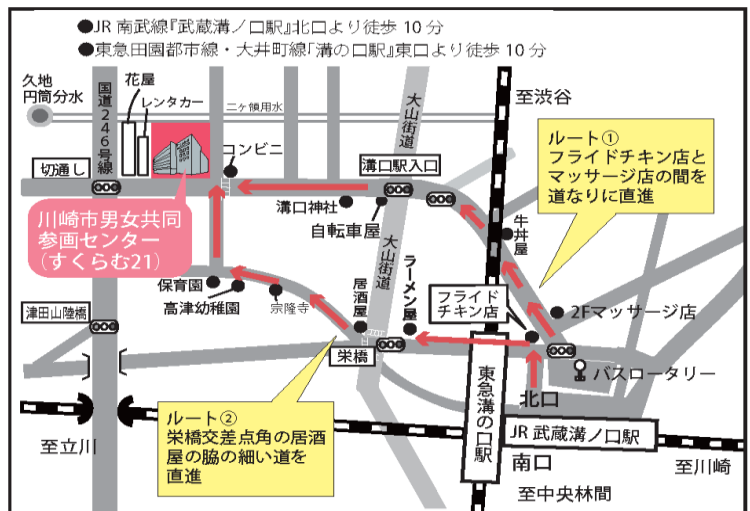 ●JR 南武線『武蔵溝ノ口駅』北口より徒歩 10 分
●東急田園都市線・大井町線「溝の口駅」東口より徒歩 10 分
久地
円筒分水
国道246号線
花屋
レンタカー
二ヶ領用水
コンビニ
大山街道
至渋谷
ルート①
フライドチキン店と
マッサージ店の間を
道なりに直進
切通し
溝口駅入口
川崎市男女共同
参画センター
(すくらむ21)
溝口神社
自転車屋
牛丼屋
大山街道
保育園
高津幼稚園
宗隆寺
居酒屋
ラーメン屋
フライド
チキン店
2Fマッサージ店
津田山陸橋
栄橋
バスロータリー
北口
ルート②
栄橋交差点角の居酒
屋の脇の細い道を
直進
東急溝の口駅
JR 武蔵溝ノ口駅
至立川
南口
至川崎
至中央林間